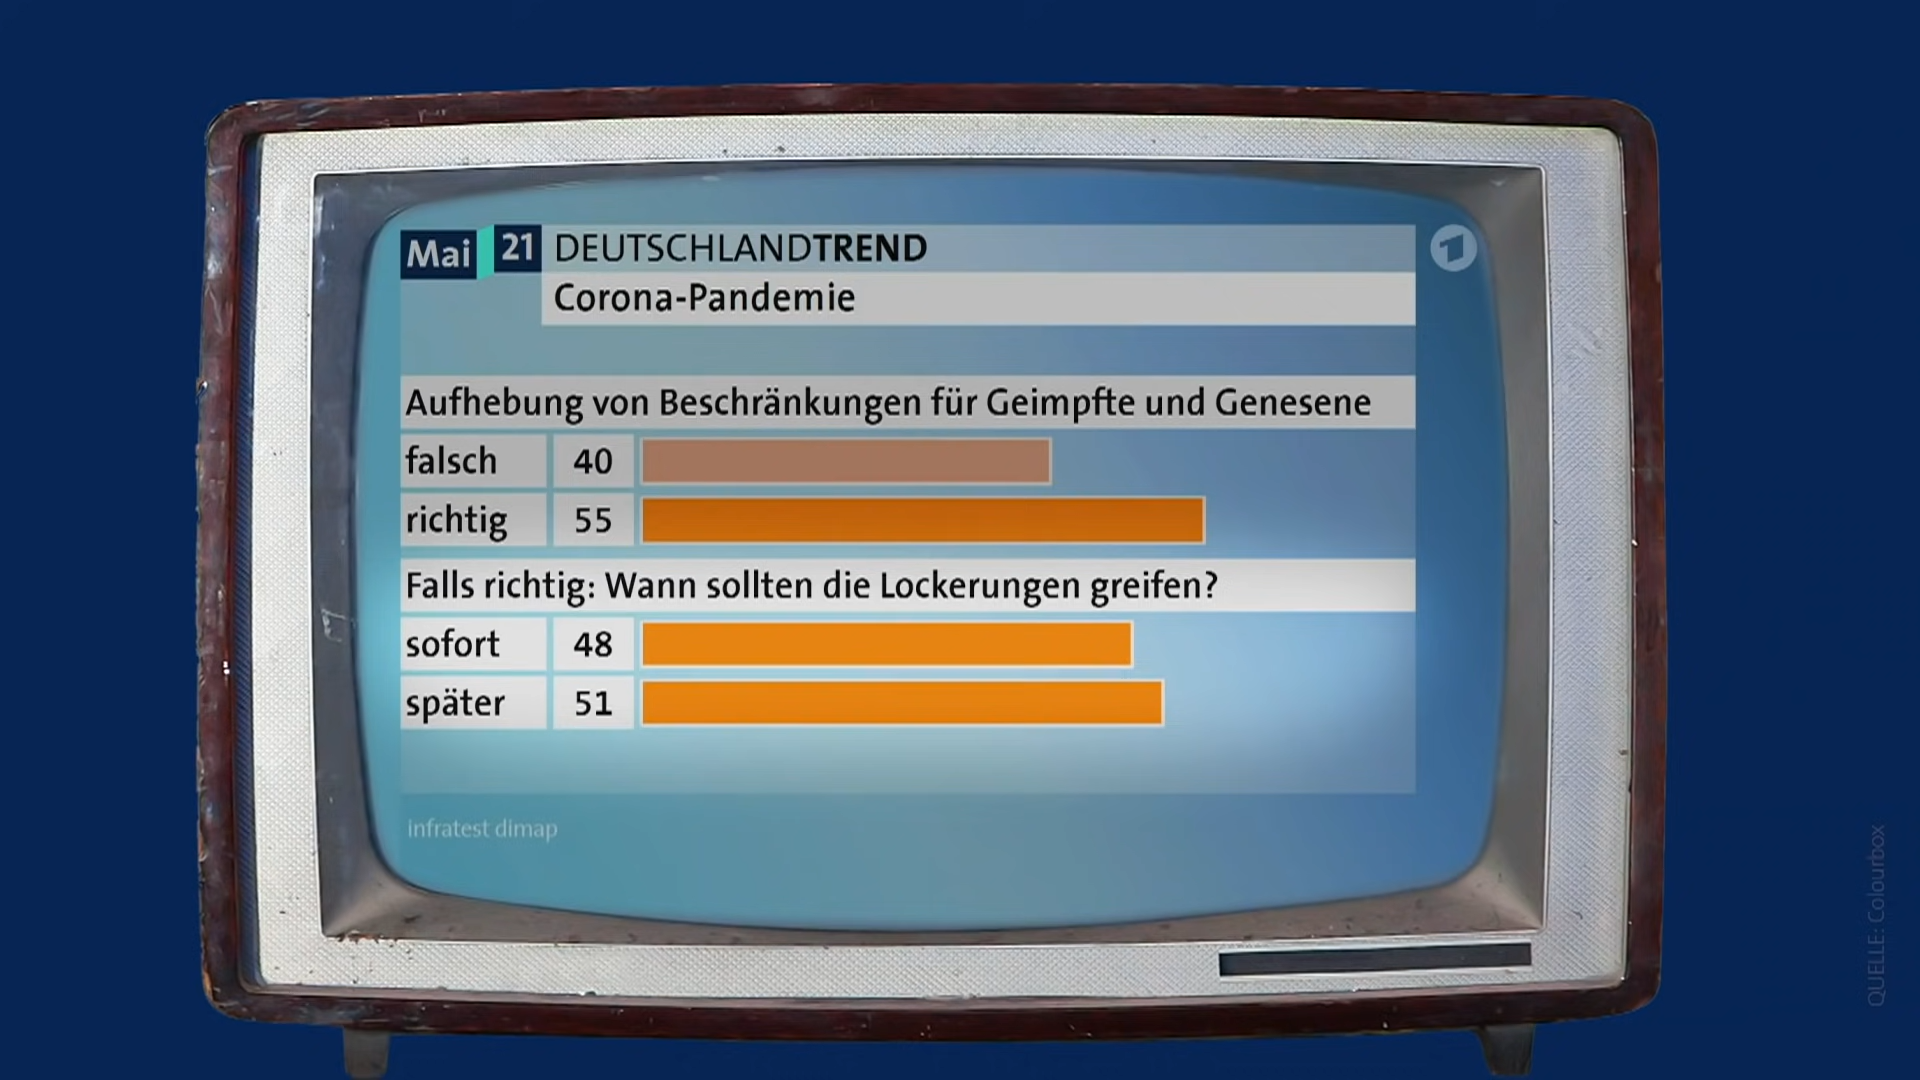 Mai 21 DEUTSCHLANDTREND
Corona-Pandemie
Aufhebung von Beschränkungen für Geimpfte und Genesene
falsch 40
richtig 55
Falls richtig: Wann sollten die Lockerungen greifen?
sofort 48
später 51
infratest dimap
QUELLE: Colourbox